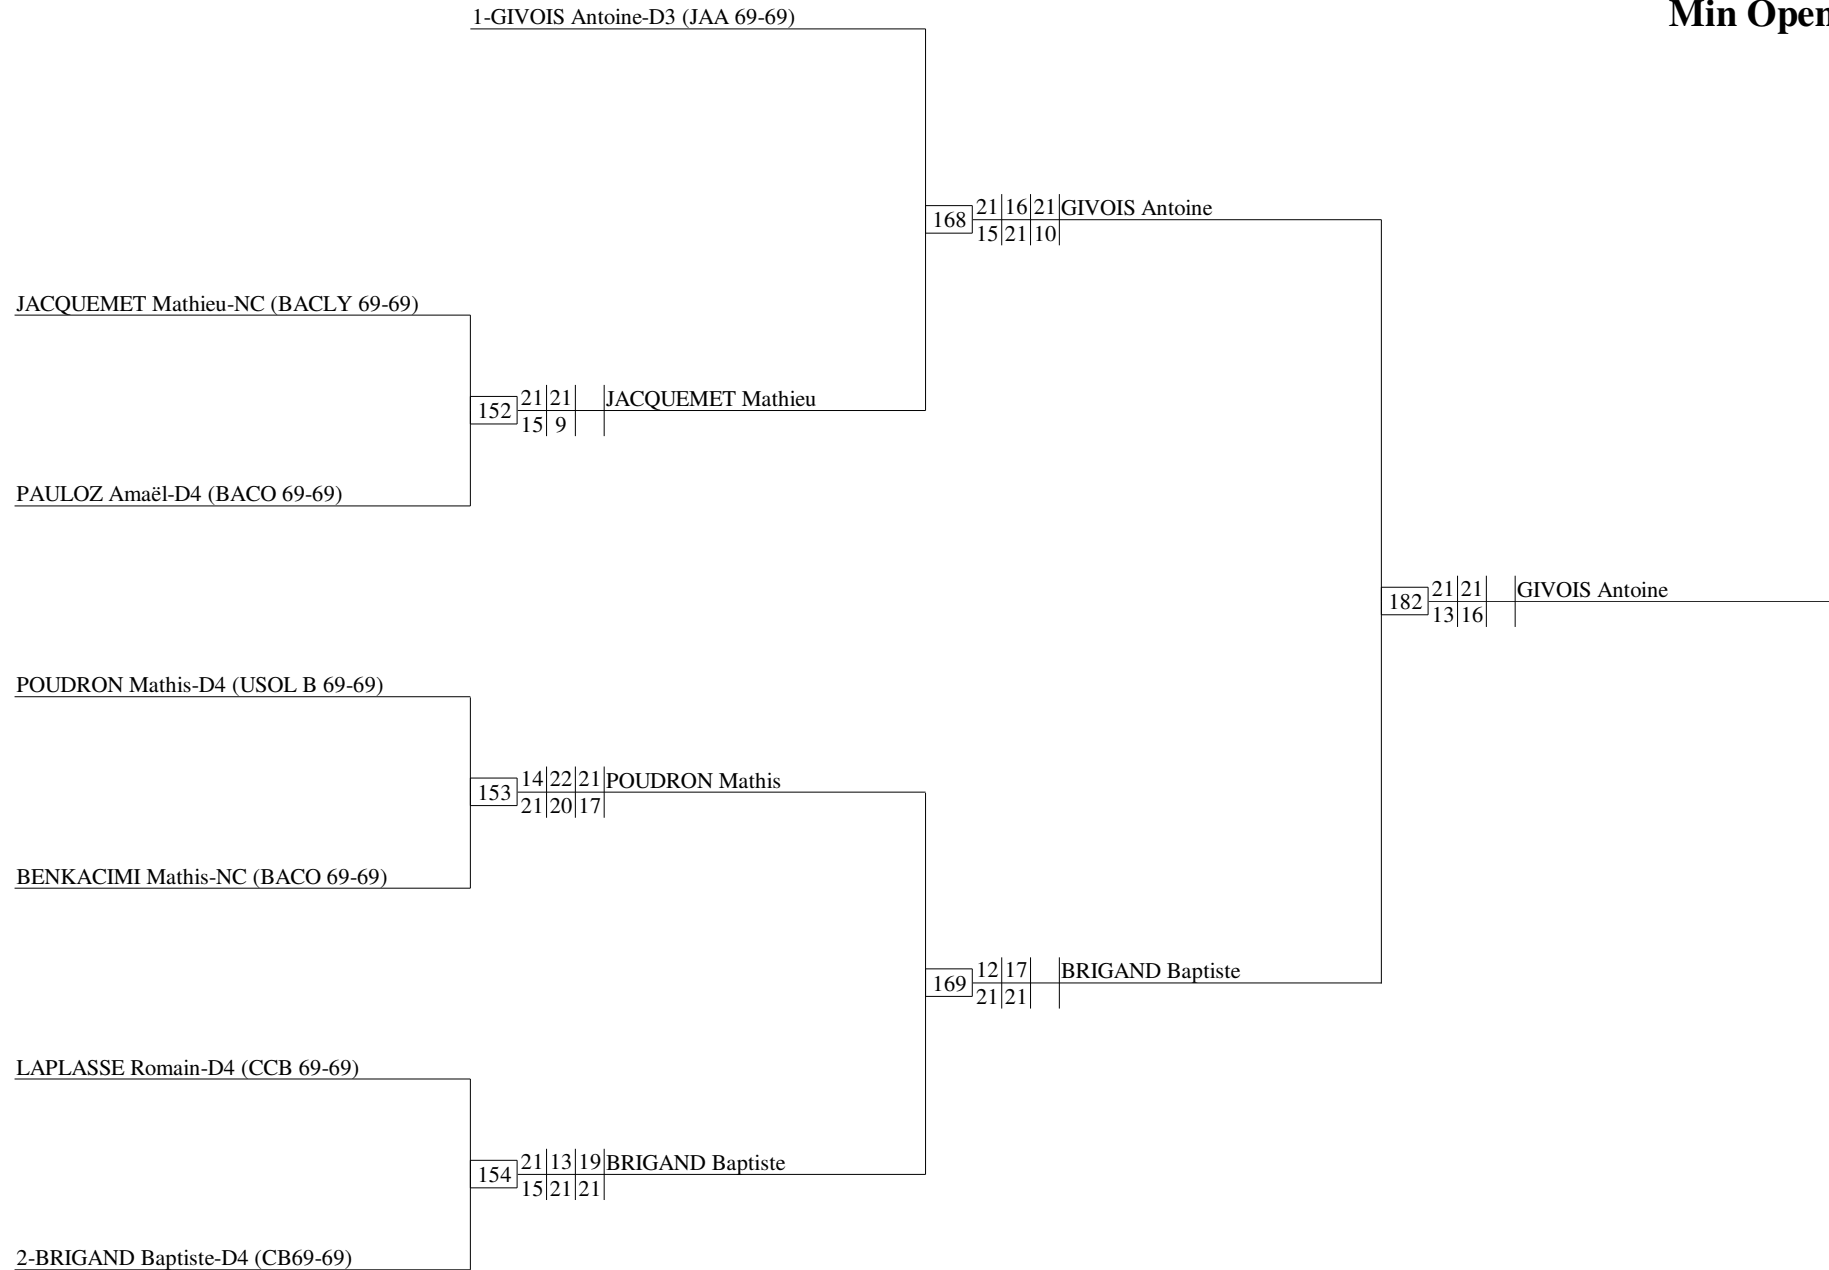 1-GIVOIS Antoine-D3 (JAA 69-69)
Min Open
168 21 16 21 GIVOIS Antoine
15 21 10
JACQUEMET Mathieu-NC (BACLY 69-69)
152 21 21 JACQUEMET Mathieu
15 9
PAULOZ Amaël-D4 (BACO 69-69)
182 21 21 GIVOIS Antoine
13 16
POUDRON Mathis-D4 (USOL B 69-69)
153 14 22 21 POUDRON Mathis
21 20 17
BENKACIMI Mathis-NC (BACO 69-69)
169 12 17 BRIGAND Baptiste
21 21
LAPLASSE Romain-D4 (CCB 69-69)
154 21 13 19 BRIGAND Baptiste
15 21 21
2-BRIGAND Baptiste-D4 (CB69-69)